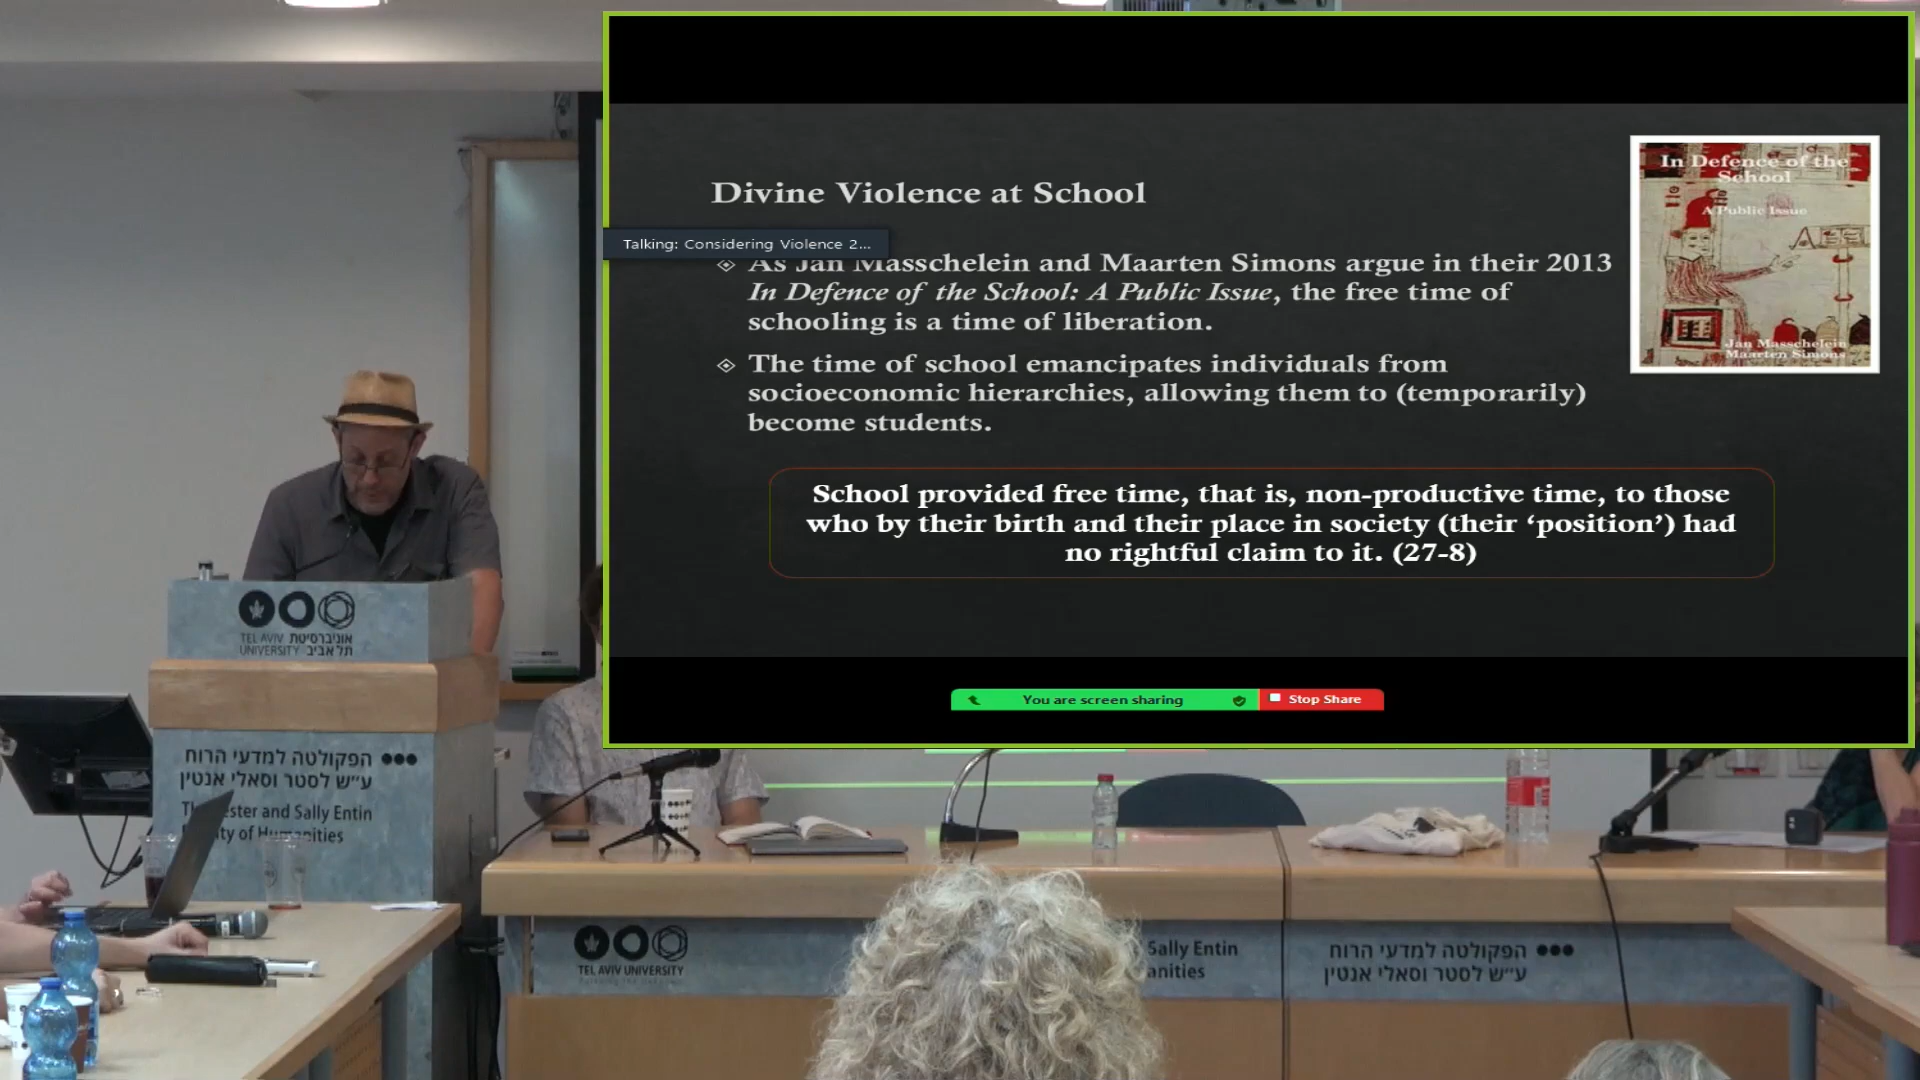 Divine Violence at School
Talking: Considering Violence 2...
As Jan Masschelein and Maarten Simons argue in their 2013
In Defence of the School: A Public Issue, the free time of
schooling is a time of liberation.
The time of school emancipates individuals from
socioeconomic hierarchies, allowing them to (temporarily)
become students.
School provided free time, that is, non-productive time, to those
who by their birth and their place in society (their ‘position’) had
no rightful claim to it. (27-8)
In Defence of the
School
A Public Issue
Jan Masschelein
Maarten Simons
You are screen sharing
Stop Share
TEL AVIV אוניברסיטת
UNIVERSITY תל אביב
הפקולטה למדעי הרוח
ע״ש לסטר וסאלי אנטין
Lester and Sally Entin
of Humanities
TEL AVIV UNIVERSITY
Sally Entin
הפקולטה למדעי הרוח
ע״ש לסטר וסאלי אנטין